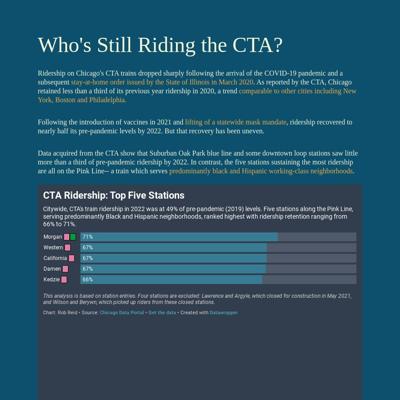 Who's Still Riding the CTA?
Ridership on Chicago's CTA trains dropped sharply following the arrival of the COVID-19 pandemic and a
subsequent stay-at-home order issued by the State of Illinois in March 2020. As reported by the CTA, Chicago
retained less than a third of its previous year ridership in 2020, a trend comparable to other cities including New
York, Boston and Philadelphia.
Following the introduction of vaccines in 2021 and lifting of a statewide mask mandate, ridership recovered to
nearly half its pre-pandemic levels by 2022. But that recovery has been uneven.
Data acquired from the CTA show that Suburban Oak Park blue line and some downtown loop stations saw little
more than a third of pre-pandemic ridership by 2022. In contrast, the five stations sustaining the most ridership
are all on the Pink Line-- a train which serves predominantly black and Hispanic working-class neighborhoods.
CTA Ridership: Top Five Stations
Citywide, CTA's train ridership in 2022 was at 49% of pre-pandemic (2019) levels. Five stations along the Pink Line,
serving predominantly Black and Hispanic neighborhoods, ranked highest with ridership retention ranging from
66% to 71%.
Morgan 71%
Western 67%
California 67%
Damen 67%
Kedzie 66%
This analysis is based on station entries. Four stations are excluded: Lawrence and Argyle, which closed for construction in May 2021,
and Wilson and Berywn, which picked up riders from these closed stations.
Chart: Rob Reid • Source: Chicago Data Portal • Get the data • Created with Datawrapper